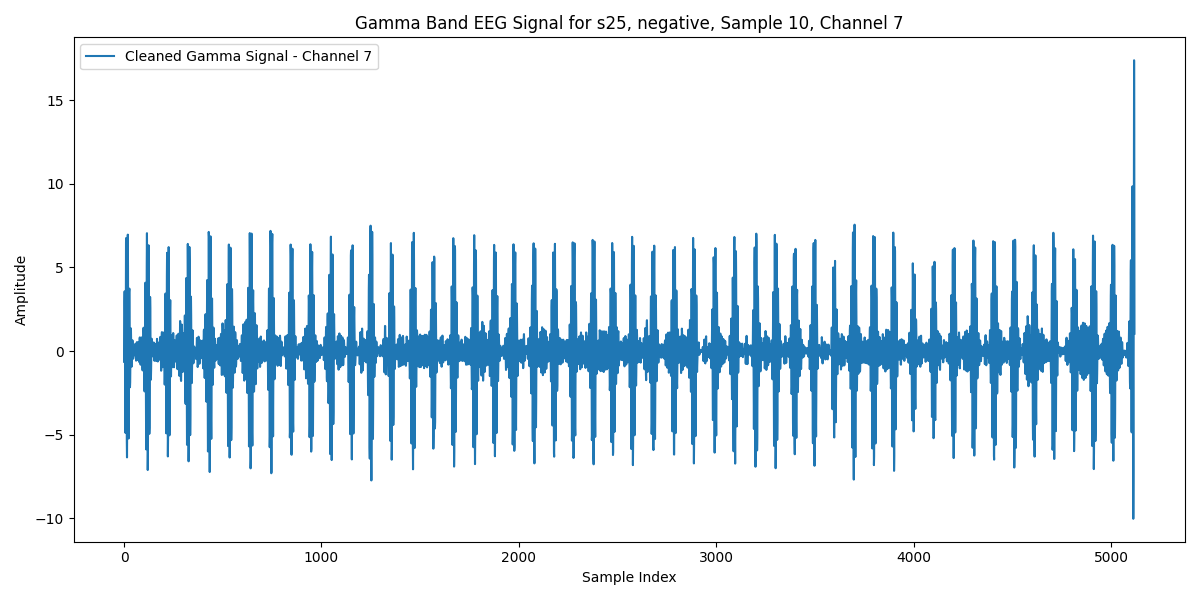 Gamma Band EEG Signal for s25, negative, Sample 10, Channel 7
Cleaned Gamma Signal - Channel 7
15
10
5
0
−5
−10
Amplitude
0 1000 2000 3000 4000 5000
Sample Index